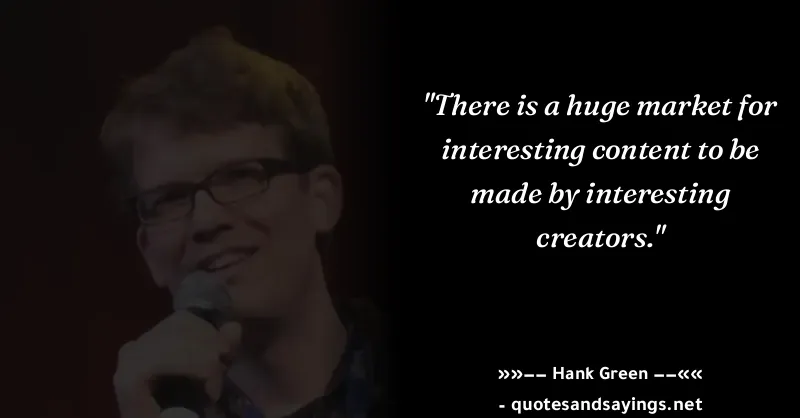 "There is a huge market for
interesting content to be
made by interesting
creators."
»»−− Hank Green −−««
- quotesandsayings.net